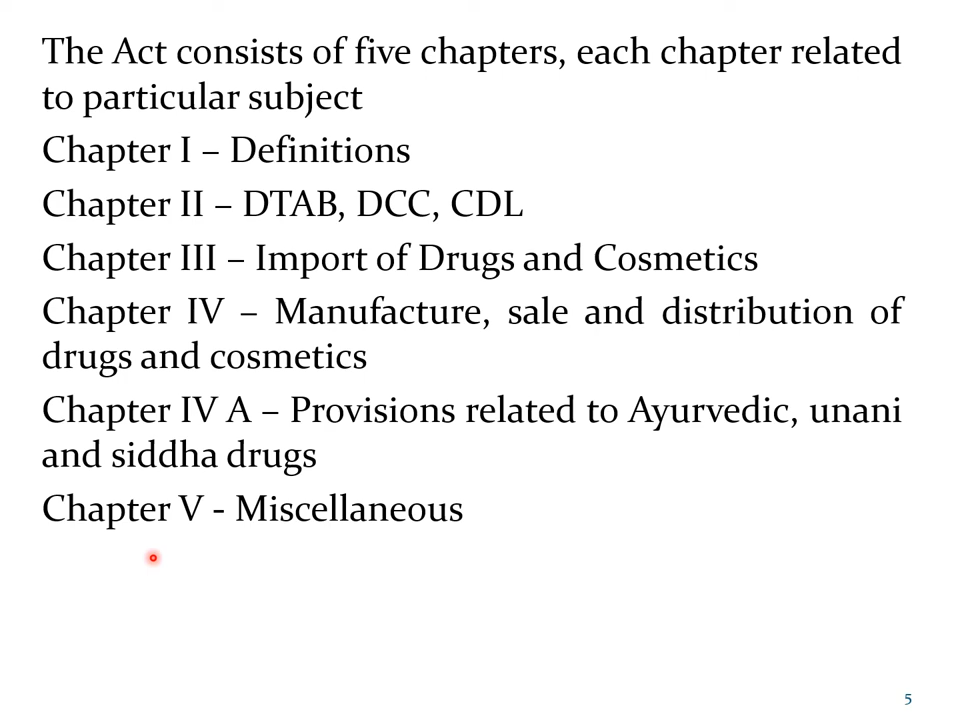 The Act consists of five chapters, each chapter related
to particular subject
Chapter I – Definitions
Chapter II – DTAB, DCC, CDL
Chapter III – Import of Drugs and Cosmetics
Chapter IV – Manufacture, sale and distribution of
drugs and cosmetics
Chapter IV A – Provisions related to Ayurvedic, unani
and siddha drugs
Chapter V - Miscellaneous
5